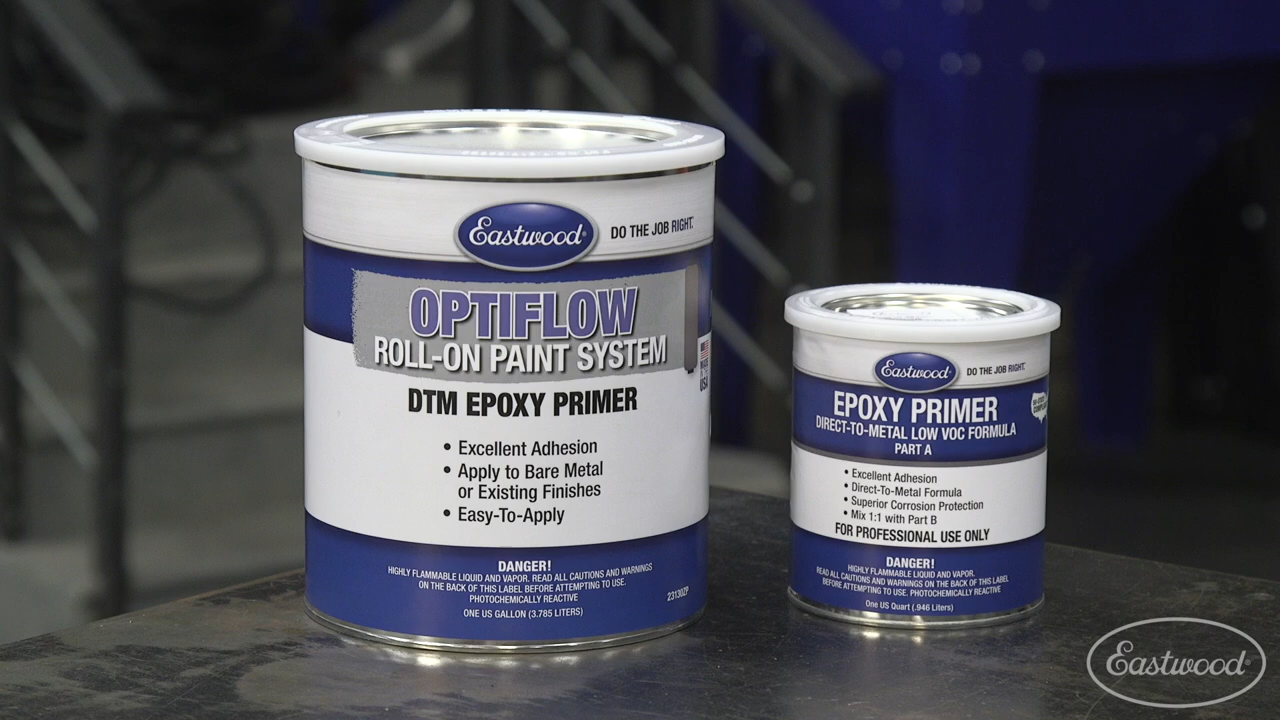 Eastwood
DO THE JOB RIGHT.
OPTIFLOW
ROLL-ON PAINT SYSTEM
MADE
USA
DTM EPOXY PRIMER
• Excellent Adhesion
• Apply to Bare Metal
or Existing Finishes
• Easy-To-Apply
DANGER!
HIGHLY FLAMMABLE LIQUID AND VAPOR. READ ALL CAUTIONS AND WARNINGS
ON THE BACK OF THIS LABEL BEFORE ATTEMPTING TO USE.
PHOTOCHEMICALLY REACTIVE
ONE US GALLON (3.785 LITERS)
23130ZP
Eastwood
DO THE JOB RIGHT.
EPOXY PRIMER
DIRECT-TO-METAL LOW VOC FORMULA
PART A
• Excellent Adhesion
• Direct-To-Metal Formula
• Superior Corrosion Protection
• Mix 1:1 with Part B
FOR PROFESSIONAL USE ONLY
DANGER!
HIGHLY FLAMMABLE LIQUID AND VAPOR.
READ ALL CAUTIONS AND WARNINGS ON THE BACK OF THIS LABEL
BEFORE ATTEMPTING TO USE. PHOTOCHEMICALLY REACTIVE
One US Quart (.946 Liters)
Eastwood